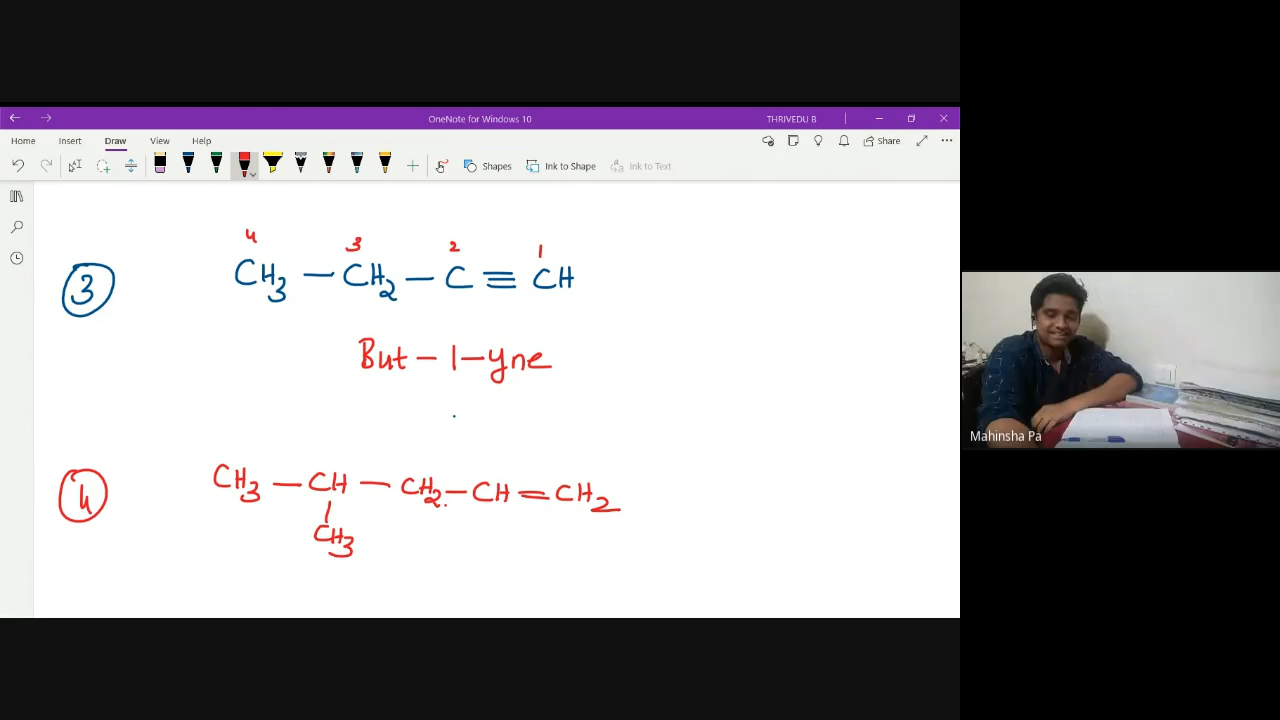 OneNote for Windows 10
THRIVEDU B
Home Insert Draw View Help
Share
Shapes Ink to Shape Ink to Text
4 3 2 1
③ CH₃ — CH₂ — C ≡ CH
But – 1 – yne
④ CH₃ — CH — CH₂ — CH = CH₂
|
CH₃
Mahinsha Pa